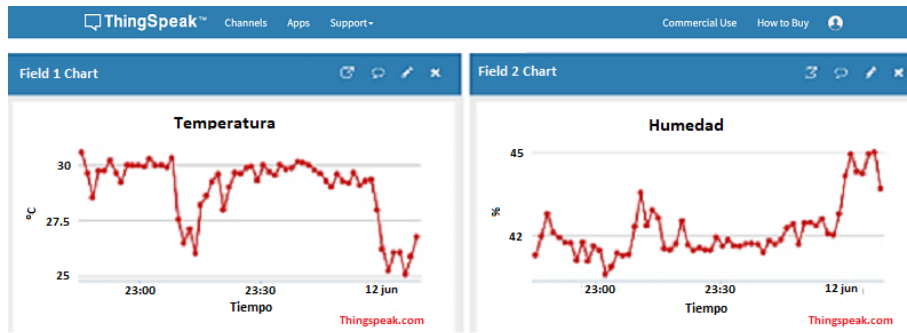 ThingSpeak™ Channels Apps Support Commercial Use How to Buy
Field 1 Chart
Temperatura
30
27.5
25
°C
23:00 23:30 12 jun
Tiempo
Thingspeak.com
Field 2 Chart
Humedad
45
42
%
23:00 23:30 12 jun
Tiempo
Thingspeak.com